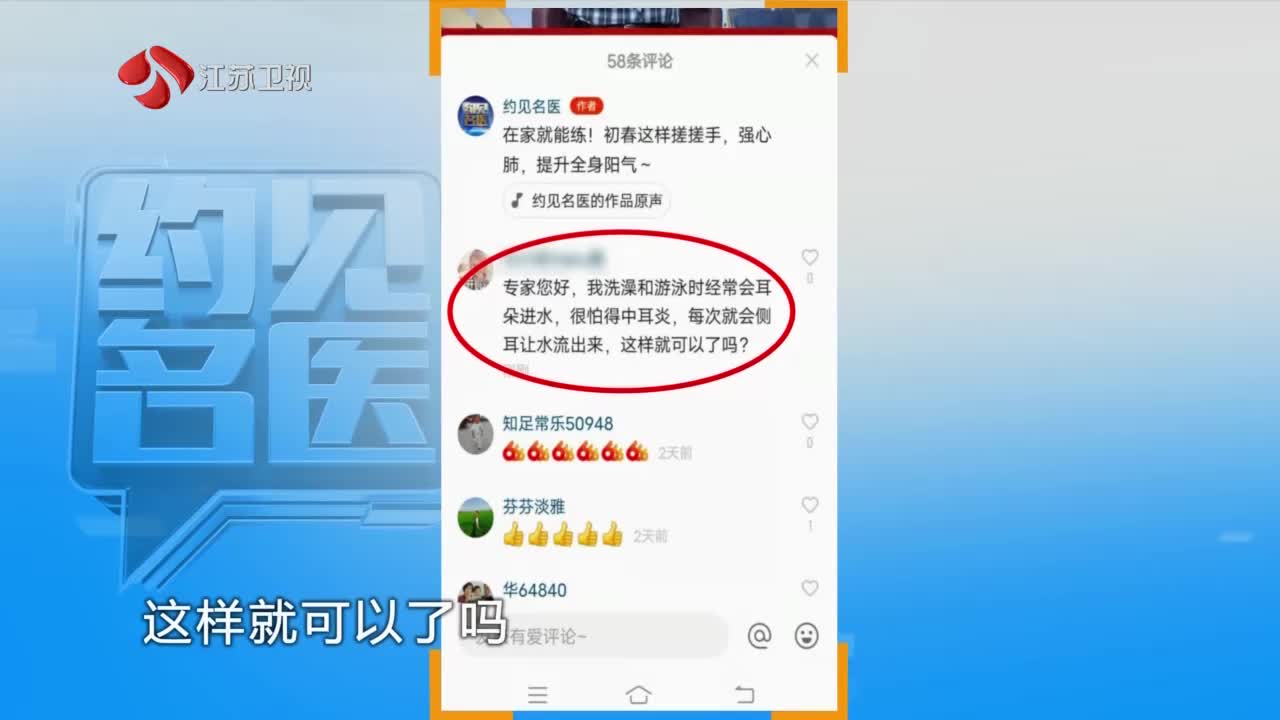 江苏卫视
约见名医
58条评论
约见名医 作者
在家就能练！初春这样搓搓手，强心
肺，提升全身阳气～
约见名医的作品原声
专家您好，我洗澡和游泳时经常会耳
朵进水，很怕得中耳炎，每次就会侧
耳让水流出来，这样就可以了吗？
0
知足常乐50948
2天前
0
芬芬淡雅
2天前
1
华64840
有爱评论~
这样就可以了吗